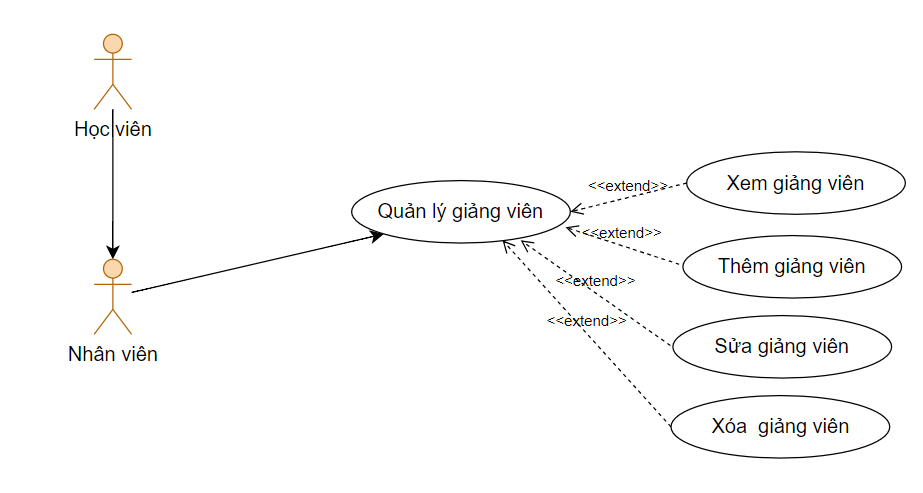 Học viên
Nhân viên
Quản lý giảng viên
<<extend>>
Xem giảng viên
<<extend>>
Thêm giảng viên
<<extend>>
Sửa giảng viên
<<extend>>
Xóa giảng viên